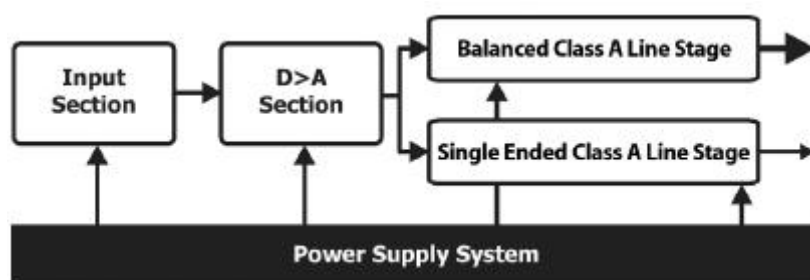 Input
Section
D>A
Section
Balanced Class A Line Stage
Single Ended Class A Line Stage
Power Supply System